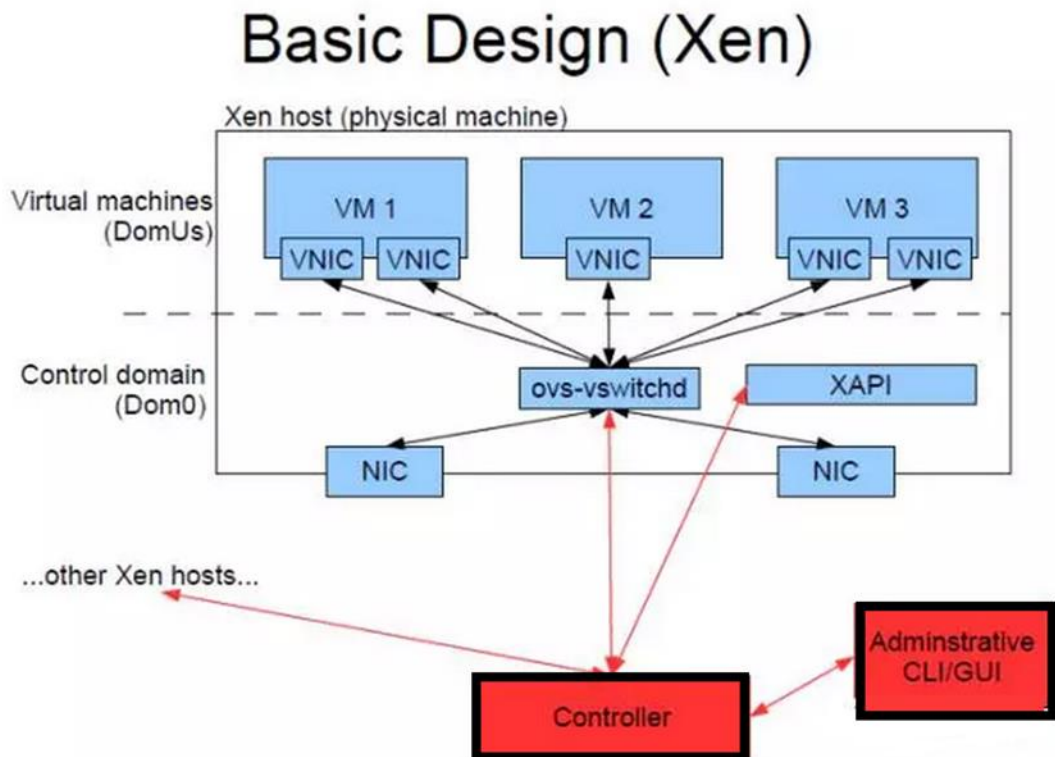 Basic Design (Xen)
Xen host (physical machine)
Virtual machines
(DomUs)
VM 1
VM 2
VM 3
VNIC
VNIC
VNIC
VNIC
VNIC
Control domain
(Dom0)
ovs-vswitchd
XAPI
NIC
NIC
...other Xen hosts...
Adminstrative
CLI/GUI
Controller